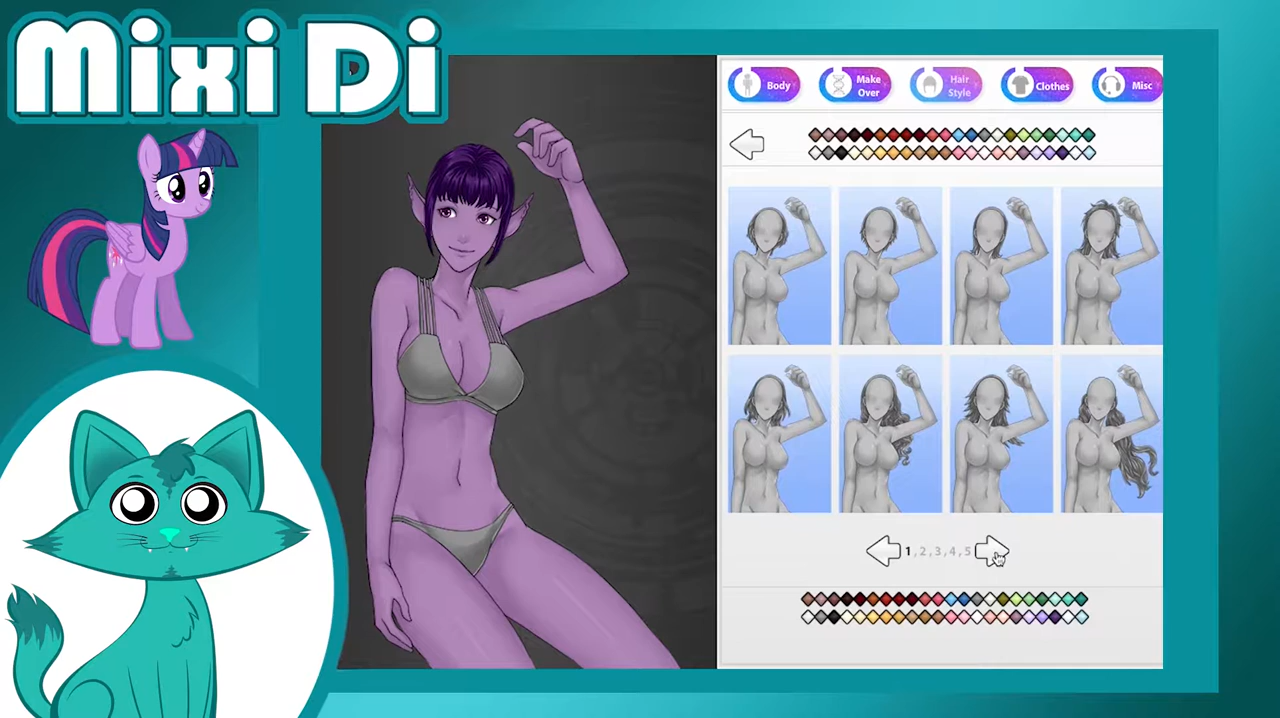 Mixi Di
Body
Make
Over
Hair
Style
Clothes
Misc
1,2,3,4,5